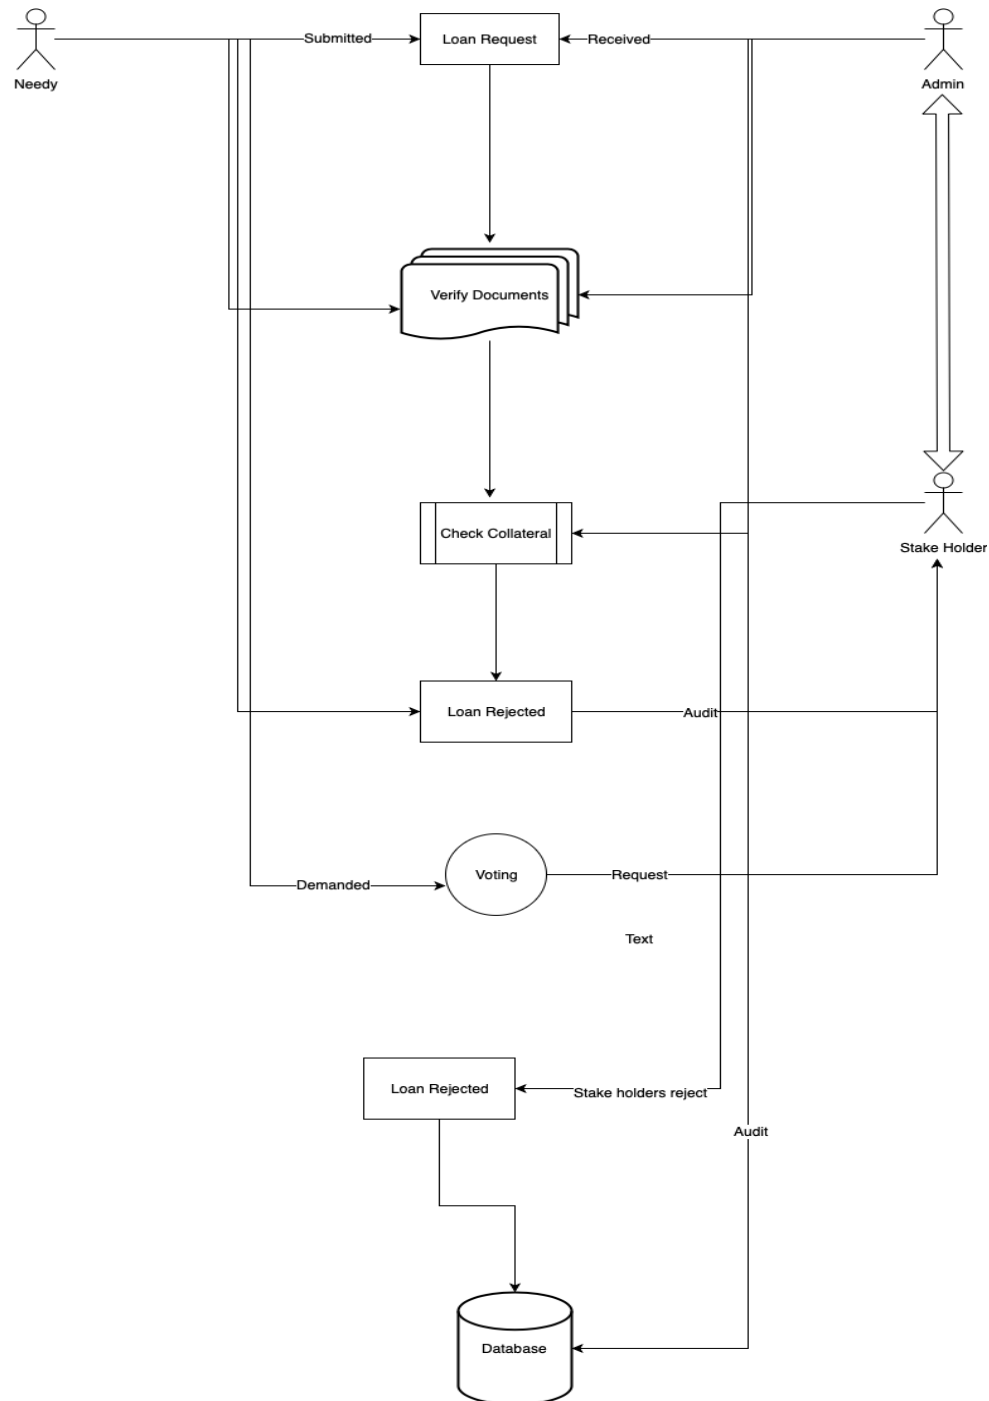 Submitted
Loan Request
Received
Needy
Admin
Verify Documents
Check Collateral
Stake Holder
Loan Rejected
Audit
Voting
Request
Demanded
Text
Loan Rejected
Stake holders reject
Audit
Database